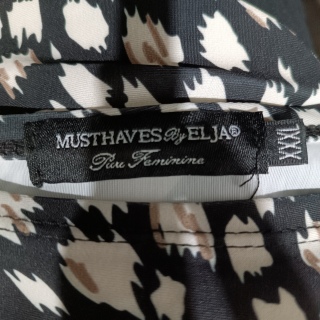 MUSTHAVES By ELJA®
Pure Feminine
XXXL